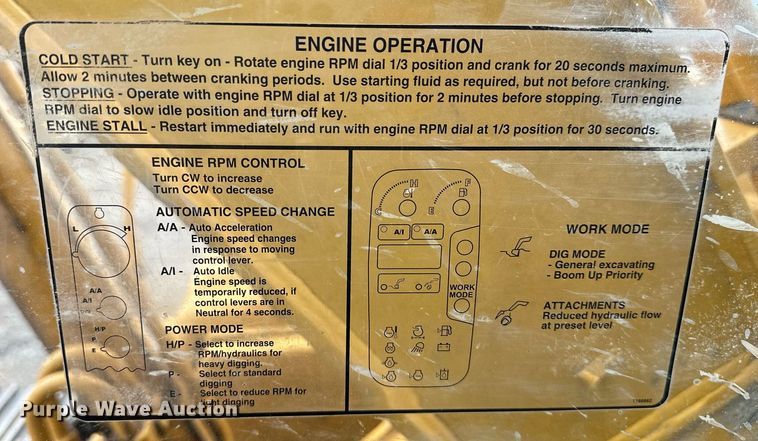 ENGINE OPERATION
COLD START - Turn key on - Rotate engine RPM dial 1/3 position and crank for 20 seconds maximum.
Allow 2 minutes between cranking periods. Use starting fluid as required, but not before cranking.
STOPPING - Operate with engine RPM dial at 1/3 position for 2 minutes before stopping. Turn engine
RPM dial to slow idle position and turn off key.
ENGINE STALL - Restart immediately and run with engine RPM dial at 1/3 position for 30 seconds.
ENGINE RPM CONTROL
Turn CW to increase
Turn CCW to decrease
AUTOMATIC SPEED CHANGE
A/A - Auto Acceleration
Engine speed changes
in response to moving
control lever.
A/I - Auto Idle
Engine speed is
temporarily reduced, if
control levers are in
Neutral for 4 seconds.
POWER MODE
H/P - Select to increase
RPM/hydraulics for
heavy digging.
P - Select for standard
digging
E - Select to reduce RPM for
light digging
L H
A/A
A/I
H/P
P
E
C H E F
A/I A/A
WORK
MODE
WORK MODE
DIG MODE
- General excavating
- Boom Up Priority
ATTACHMENTS
Reduced hydraulic flow
at preset level
Purple Wave Auction